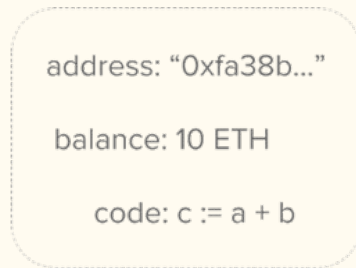 address: “0xfa38b...”
balance: 10 ETH
code: c := a + b